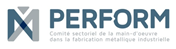 PERFORM
Comité sectoriel de la main-d'œuvre
dans la fabrication métallique industrielle